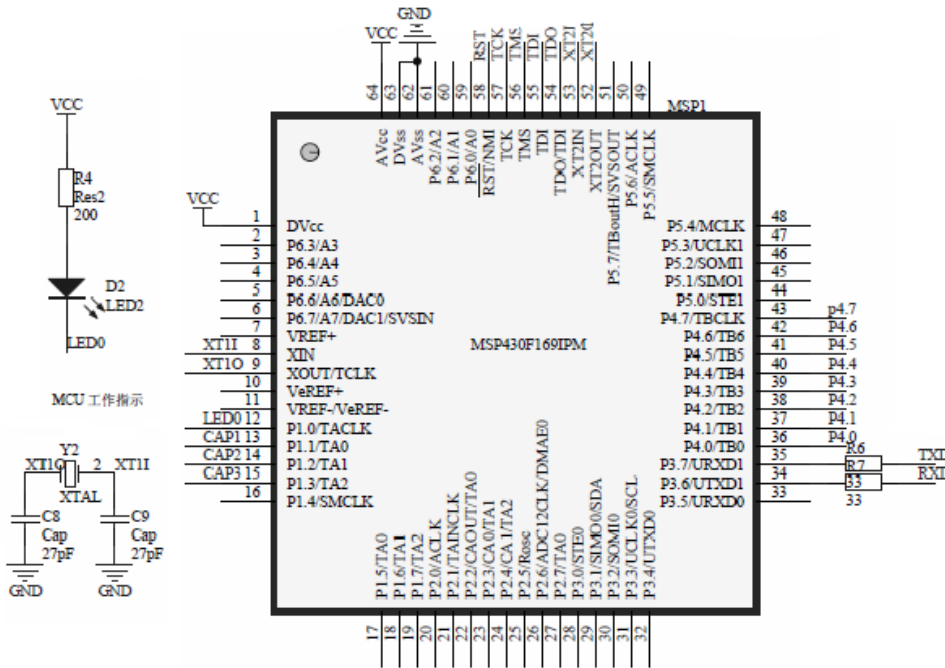 GND
VCC
RST
TCK
TMS
TDI
TDO
XT2I
64
63
62
61
60
59
58
57
56
55
54
53
52
51
50
49
MSP1
AVcc
DVss
AVss
P6.2/A2
P6.1/A1
P6.0/A0
RST/NMI
TCK
TMS
TDI
TDO/TDI
XT2IN
XT2OUT
P5.7/TBoutH/SVSOUT
P5.6/ACLK
P5.5/SMCLK
VCC
R4
Res2
200
D2
LED2
LED0
MCU 工作指示
VCC
1 DVcc
2 P6.3/A3
3 P6.4/A4
4 P6.5/A5
5 P6.6/A6/DAC0
6 P6.7/A7/DAC1/SVSIN
7 VREF+
XT1I 8 XIN
XT1O 9 XOUT/TCLK
10 VeREF+
11 VREF-/VeREF-
LED0 12 P1.0/TACLK
CAP1 13 P1.1/TA0
CAP2 14 P1.2/TA1
CAP3 15 P1.3/TA2
16 P1.4/SMCLK
MSP430F169IPM
P5.4/MCLK 48
P5.3/UCLK1 47
P5.2/SOMI1 46
P5.1/SIMO1 45
P5.0/STE1 44
P4.7/TBCLK 43 p4.7
P4.6/TB6 42 P4.6
P4.5/TB5 41 P4.5
P4.4/TB4 40 P4.4
P4.3/TB3 39 P4.3
P4.2/TB2 38 P4.2
P4.1/TB1 37 P4.1
P4.0/TB0 36 P4.0
P3.7/URXD1 35 R6 TXD
P3.6/UTXD1 34 R7 33 RXD
P3.5/URXD0 33 33
Y2
XT1O 2 XT1I
XTAL
C8
Cap
27pF
GND
C9
Cap
27pF
GND
P1.5/TA0
P1.6/TA1
P1.7/TA2
P2.0/ACLK
P2.1/TAINCLK
P2.2/CAOUT/TA0
P2.3/CA0/TA1
P2.4/CA1/TA2
P2.5/Rosc
P2.6/ADC12CLK/DMAE0
P2.7/TA0
P3.0/STE0
P3.1/SIMO0/SDA
P3.2/SOMI0
P3.3/UCLK0/SCL
P3.4/UTXD0
17
18
19
20
21
22
23
24
25
26
27
28
29
30
31
32